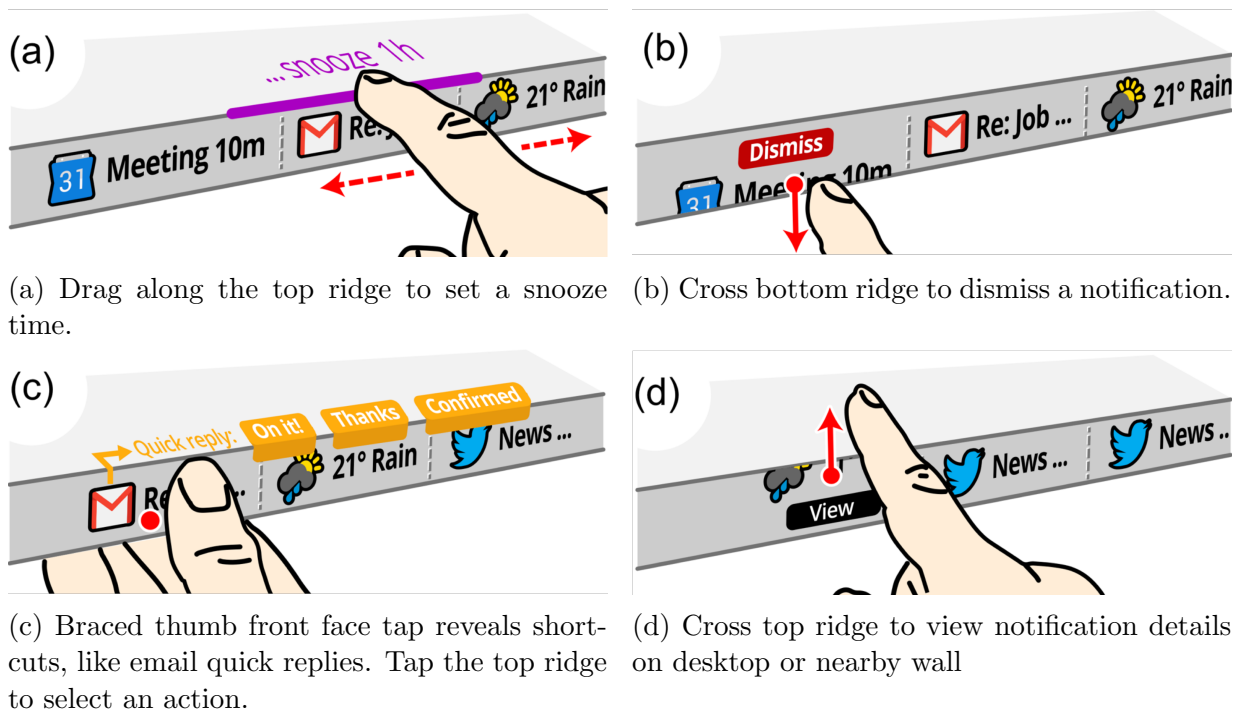 (a)
...snooze 1h
31 Meeting 10m Re: J 21° Rain
(b)
Dismiss
31 Meeting 10m Re: Job ... 21° Rain
(a) Drag along the top ridge to set a snooze
time.
(b) Cross bottom ridge to dismiss a notification.
(c)
Quick reply: On it! Thanks Confirmed
Re ... 21° Rain News ...
(d)
News ... News ..
View
(c) Braced thumb front face tap reveals short-
cuts, like email quick replies. Tap the top ridge
to select an action.
(d) Cross top ridge to view notification details
on desktop or nearby wall